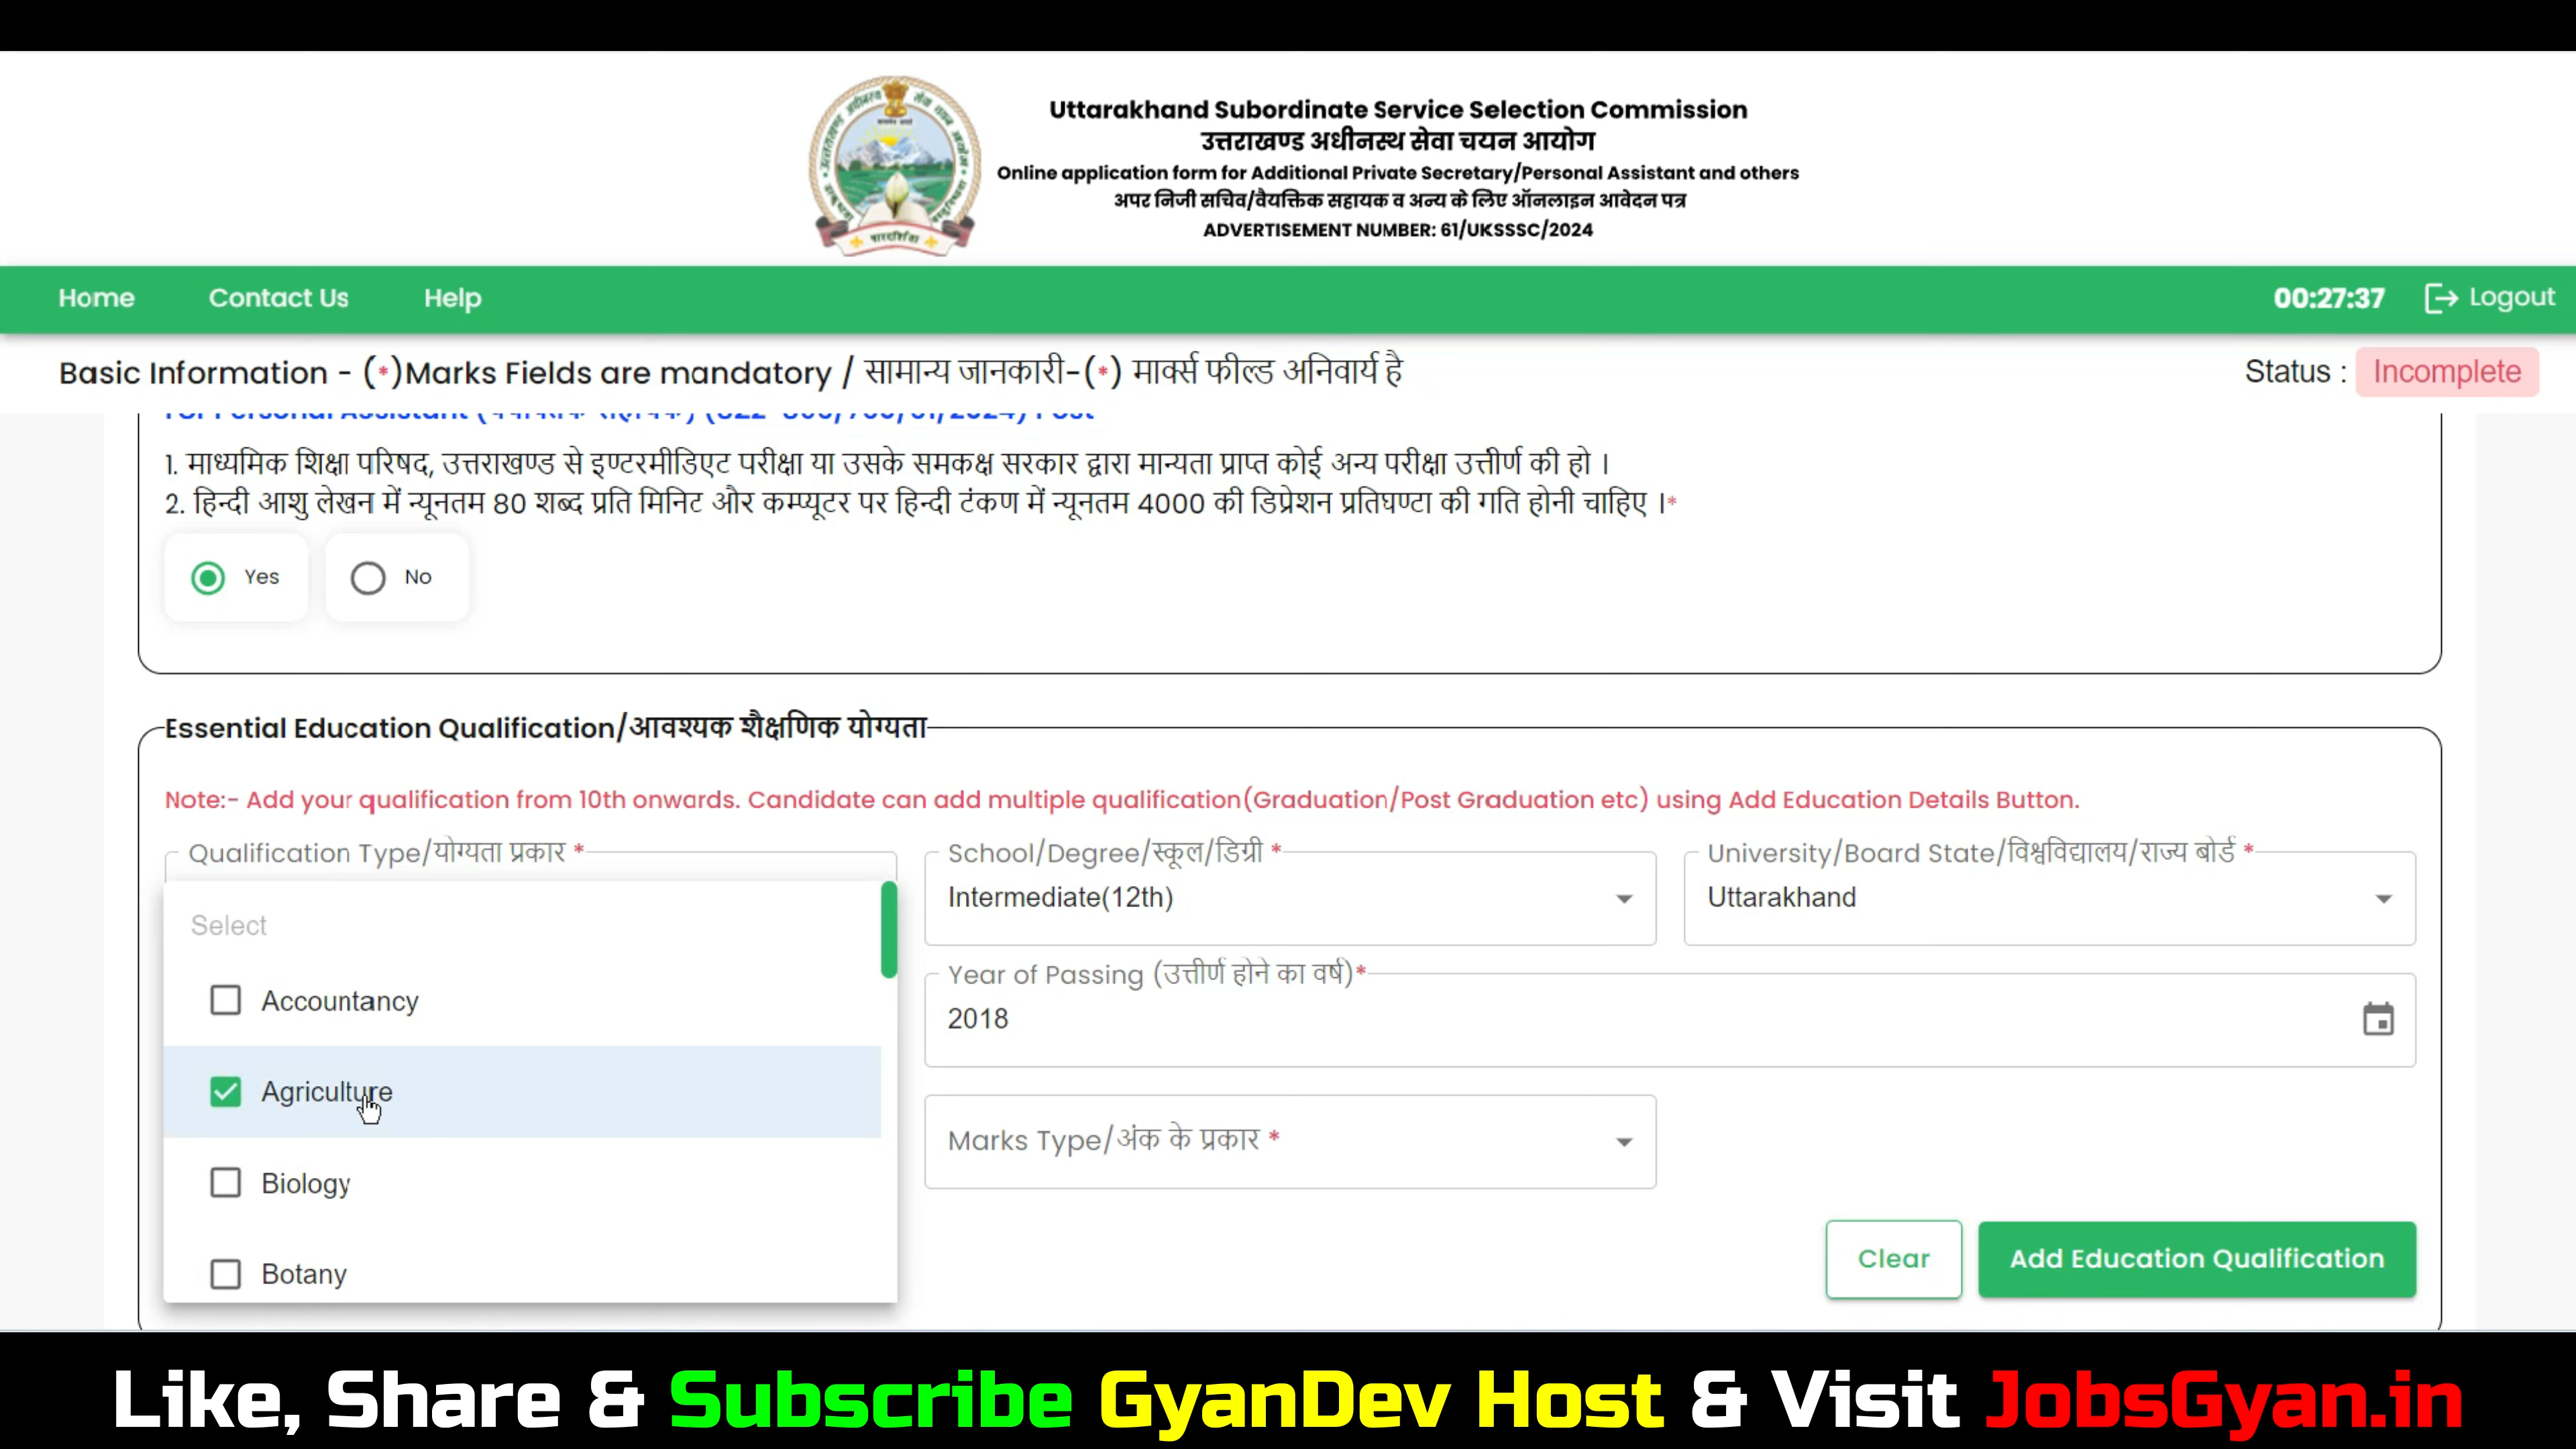 Uttarakhand Subordinate Service Selection Commission
उत्तराखण्ड अधीनस्थ सेवा चयन आयोग
Online application form for Additional Private Secretary/Personal Assistant and others
अपर निजी सचिव/वैयक्तिक सहायक व अन्य के लिए ऑनलाइन आवेदन पत्र
ADVERTISEMENT NUMBER: 61/UKSSSC/2024
Home Contact Us Help 00:27:37 Logout
Basic Information - (*)Marks Fields are mandatory / सामान्य जानकारी-(*) मार्क्स फील्ड अनिवार्य है
Status : Incomplete
For Personal Assistant (वैयक्तिक सहायक)
1. माध्यमिक शिक्षा परिषद, उत्तराखण्ड से इण्टरमीडिएट परीक्षा या उसके समकक्ष सरकार द्वारा मान्यता प्राप्त कोई अन्य परीक्षा उत्तीर्ण की हो ।
2. हिन्दी आशु लेखन में न्यूनतम 80 शब्द प्रति मिनिट और कम्प्यूटर पर हिन्दी टंकण में न्यूनतम 4000 की डिप्रेशन प्रतिघण्टा की गति होनी चाहिए ।*
Yes No
Essential Education Qualification/आवश्यक शैक्षणिक योग्यता
Note:- Add your qualification from 10th onwards. Candidate can add multiple qualification(Graduation/Post Graduation etc) using Add Education Details Button.
Qualification Type/योग्यता प्रकार *
School/Degree/स्कूल/डिग्री *
University/Board State/विश्वविद्यालय/राज्य बोर्ड *
Intermediate(12th)
Uttarakhand
Select
Accountancy
Agriculture
Biology
Botany
Year of Passing (उत्तीर्ण होने का वर्ष)*
2018
Marks Type/अंक के प्रकार *
Clear
Add Education Qualification
Like, Share & Subscribe GyanDev Host & Visit JobsGyan.in